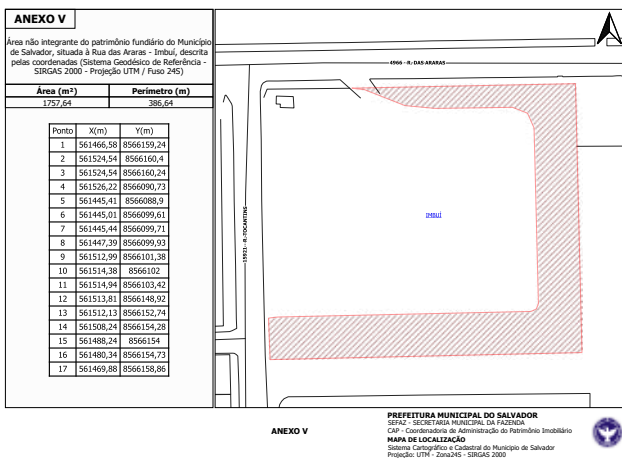 ANEXO V
Área não integrante do patrimônio fundiário do Município
de Salvador, situada à Rua das Araras - Imbuí, descrita
pelas coordenadas (Sistema Geodésico de Referência -
SIRGAS 2000 - Projeção UTM / Fuso 24S)
Área (m²) Perímetro (m)
1757,64 386,64
Ponto X(m) Y(m)
1 561466,58 8566159,24
2 561524,54 8566160,4
3 561524,54 8566160,24
4 561526,22 8566090,73
5 561445,41 8566088,9
6 561445,01 8566099,61
7 561445,44 8566099,71
8 561447,39 8566099,93
9 561512,99 8566101,38
10 561514,38 8566102
11 561514,94 8566103,42
12 561513,81 8566148,92
13 561512,13 8566152,74
14 561508,24 8566154,28
15 561488,24 8566154
16 561480,34 8566154,73
17 561469,88 8566158,86
4966 - R. DAS ARARAS
15921 - R. TOCANTINS
IMBUÍ
ANEXO V
PREFEITURA MUNICIPAL DO SALVADOR
SEFAZ - SECRETARIA MUNICIPAL DA FAZENDA
CAP - Coordenadoria de Administração do Patrimônio Imobiliário
MAPA DE LOCALIZAÇÃO
Sistema Cartográfico e Cadastral do Município de Salvador
Projeção: UTM - Zona24S - SIRGAS 2000